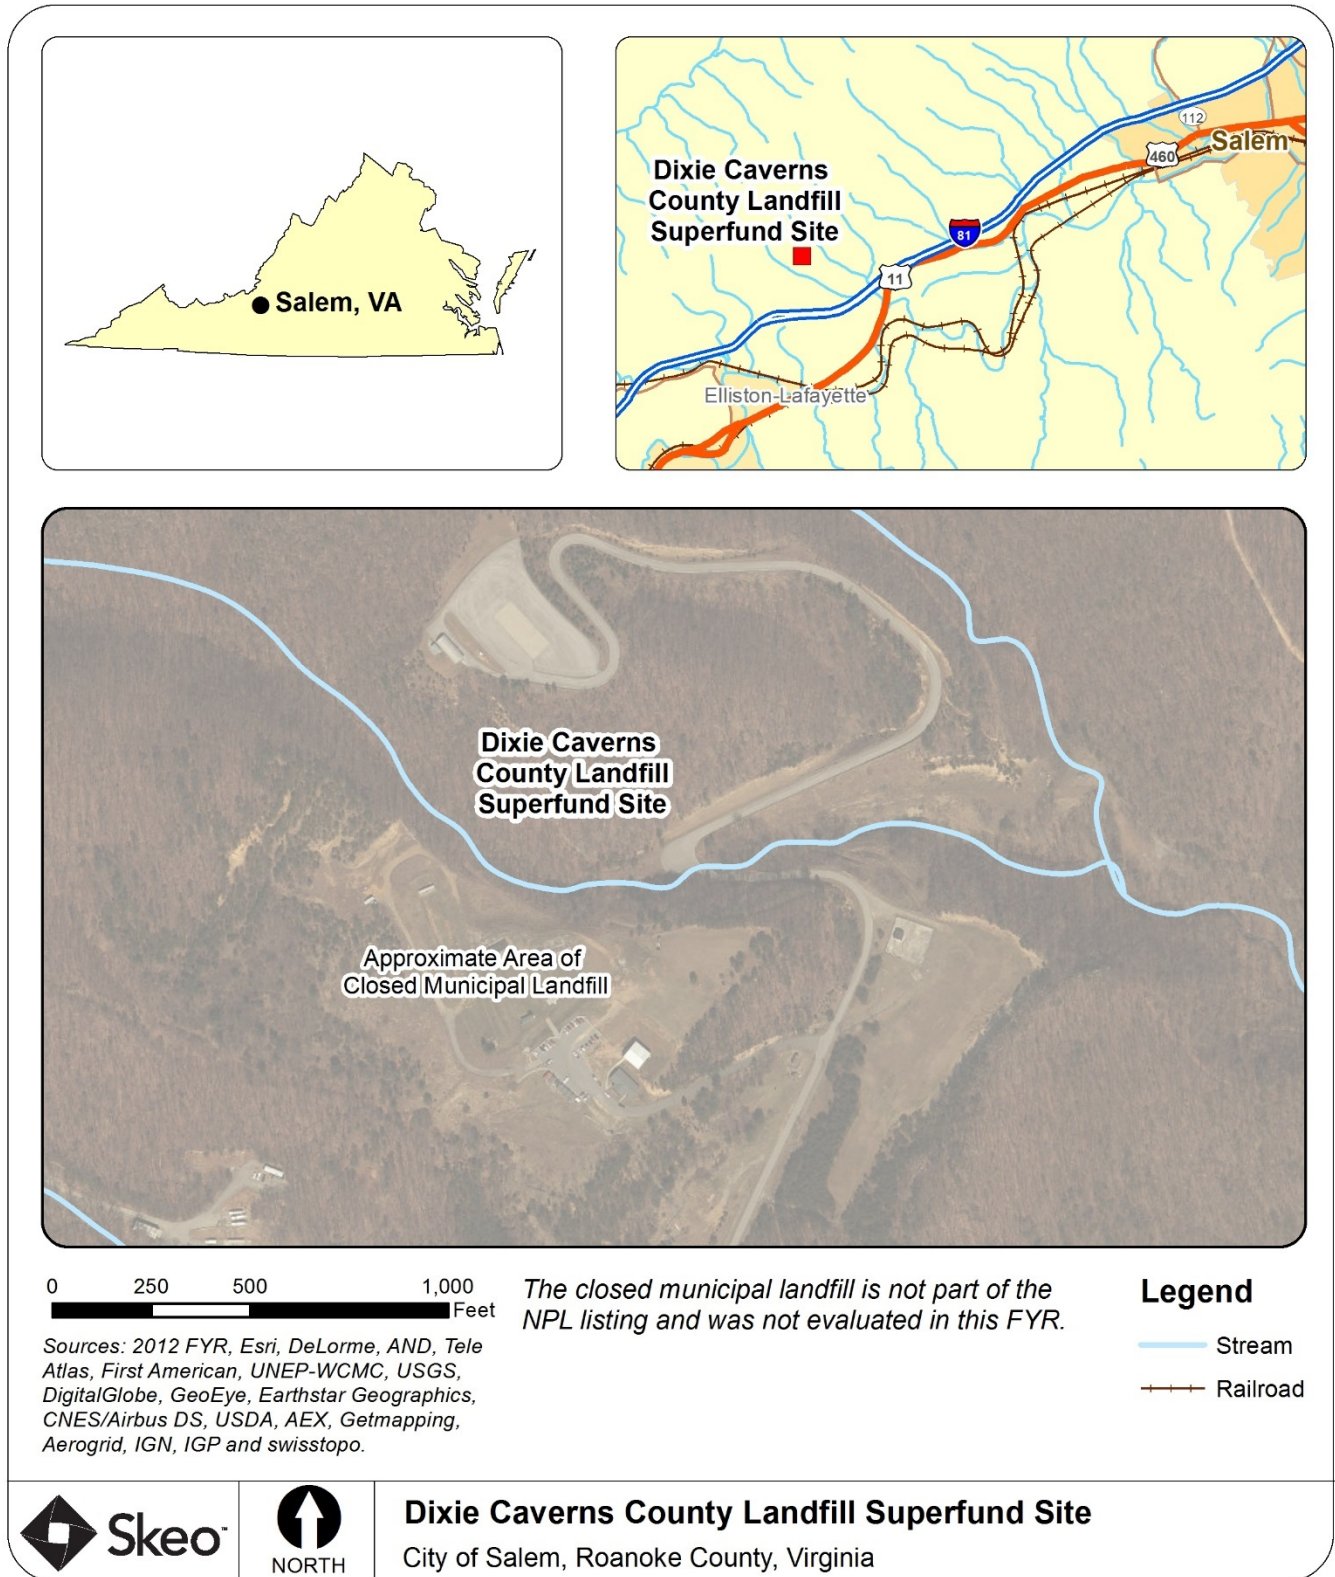 Salem, VA
112
460
Salem
Dixie Caverns
County Landfill
Superfund Site
81
11
Elliston-Lafayette
Dixie Caverns
County Landfill
Superfund Site
Approximate Area of
Closed Municipal Landfill
0 250 500 1,000
Feet
Sources: 2012 FYR, Esri, DeLorme, AND, Tele
Atlas, First American, UNEP-WCMC, USGS,
DigitalGlobe, GeoEye, Earthstar Geographics,
CNES/Airbus DS, USDA, AEX, Getmapping,
Aerogrid, IGN, IGP and swisstopo.
The closed municipal landfill is not part of the
NPL listing and was not evaluated in this FYR.
Legend
Stream
Railroad
Skeo™
NORTH
Dixie Caverns County Landfill Superfund Site
City of Salem, Roanoke County, Virginia